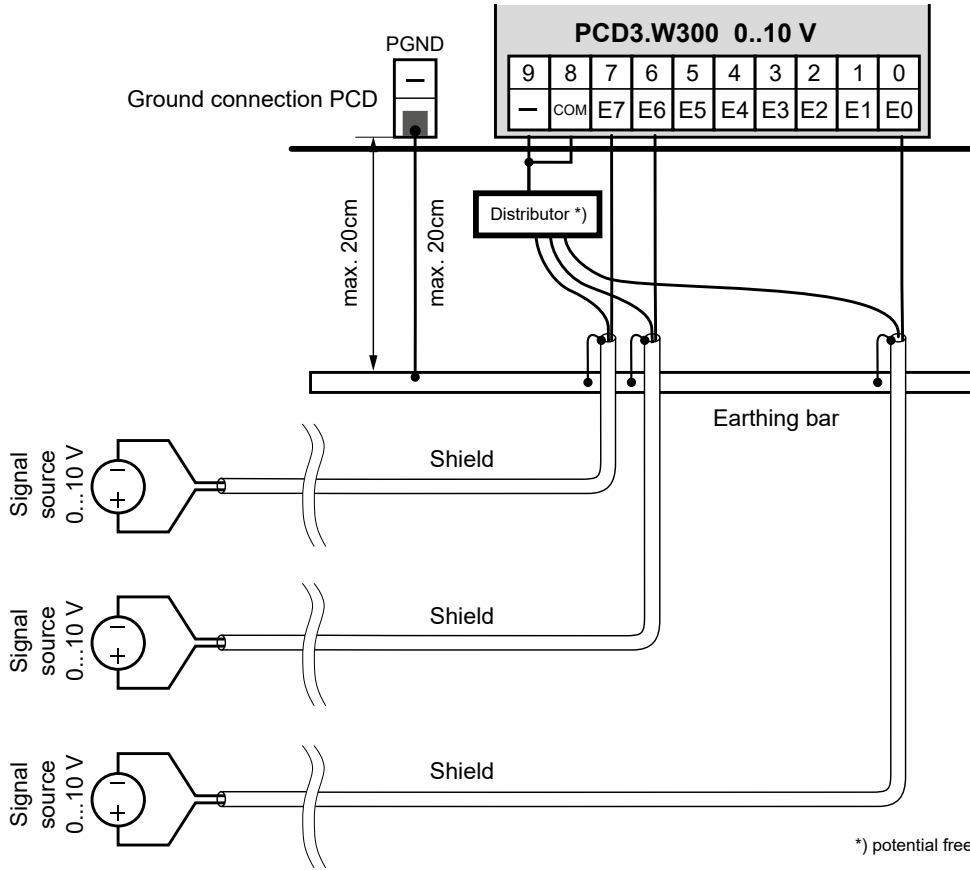 PCD3.W300 0..10 V
PGND
–
Ground connection PCD
9 8 7 6 5 4 3 2 1 0
– COM E7 E6 E5 E4 E3 E2 E1 E0
Distributor *)
max. 20cm
max. 20cm
Earthing bar
Signal
source
0...10 V
– +
Shield
Signal
source
0...10 V
– +
Shield
Signal
source
0...10 V
– +
Shield
*) potential free